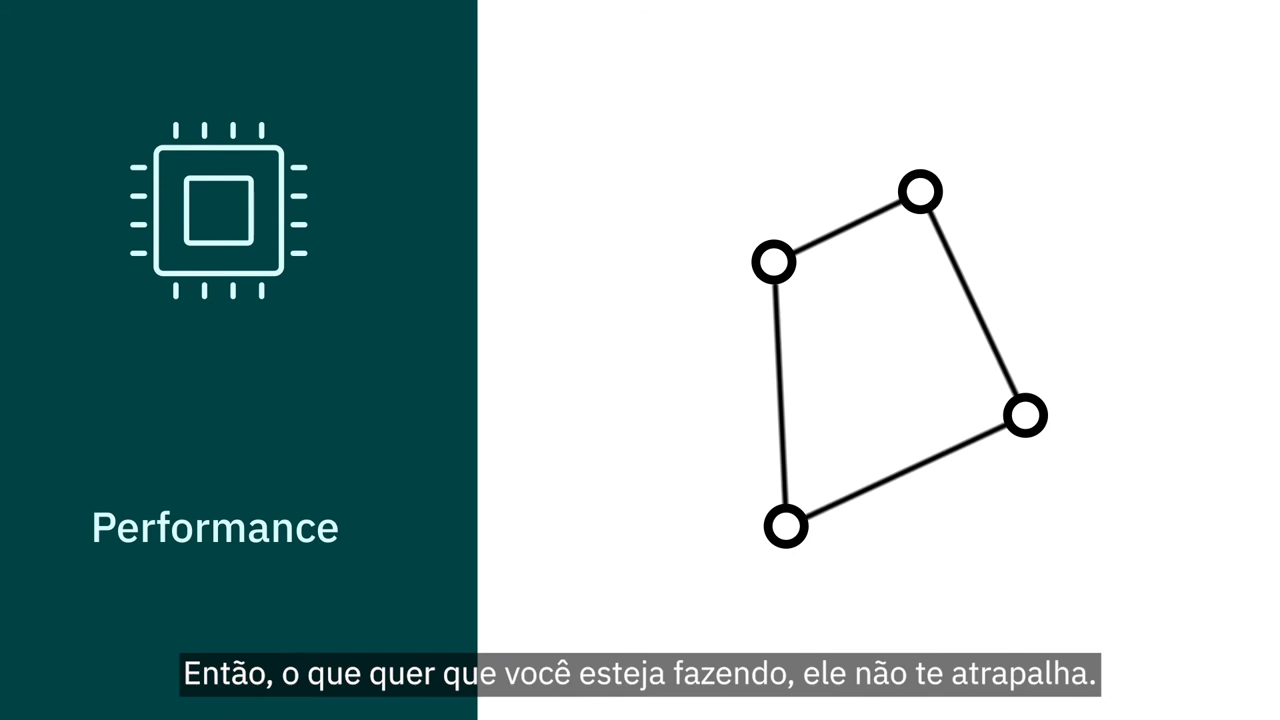 Performance
Então, o que quer que você esteja fazendo, ele não te atrapalha.